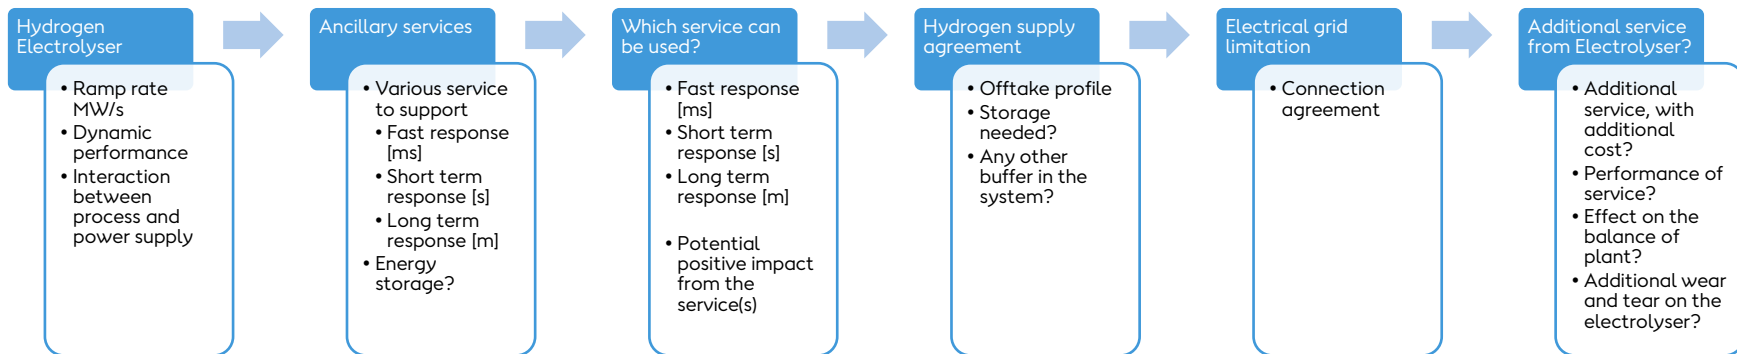 Hydrogen
Electrolyser
• Ramp rate
MW/s
• Dynamic
performance
• Interaction
between
process and
power supply
Ancillary services
• Various service
to support
• Fast response
[ms]
• Short term
response [s]
• Long term
response [m]
• Energy
storage?
Which service can
be used?
• Fast response
[ms]
• Short term
response [s]
• Long term
response [m]
• Potential
positive impact
from the
service(s)
Hydrogen supply
agreement
• Offtake profile
• Storage
needed?
• Any other
buffer in the
system?
Electrical grid
limitation
• Connection
agreement
Additional service
from Electrolyser?
• Additional
service, with
additional
cost?
• Performance of
service?
• Effect on the
balance of
plant?
• Additional wear
and tear on the
electrolyser?